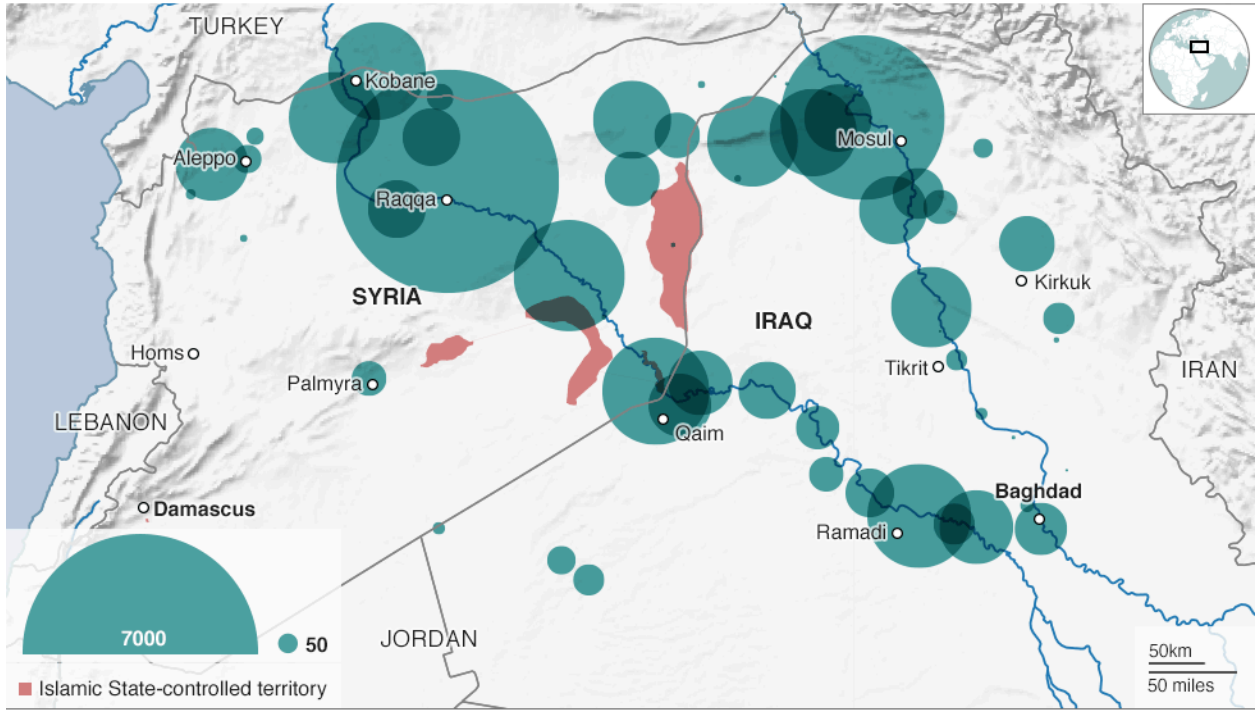 TURKEY
Kobane
Aleppo
Mosul
Raqqa
SYRIA
Kirkuk
IRAQ
Homs
Tikrit
IRAN
Palmyra
LEBANON
Qaim
Baghdad
Damascus
Ramadi
7000
50
JORDAN
50km
50 miles
Islamic State-controlled territory